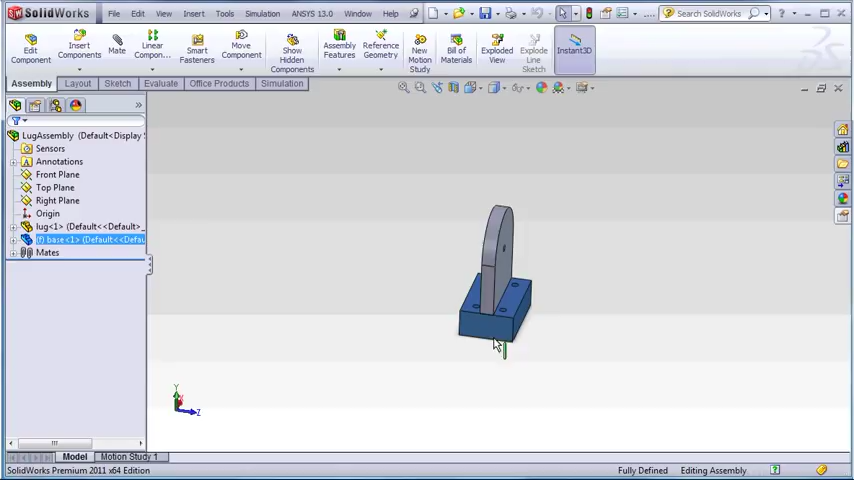 SolidWorks File Edit View Insert Tools Simulation ANSYS 13.0 Window Help Search SolidWorks
Edit Component
Insert Components
Mate
Linear Compon...
Smart Fasteners
Move Component
Show Hidden Components
Assembly Features
Reference Geometry
New Motion Study
Bill of Materials
Exploded View
Explode Line Sketch
Instant3D
Assembly Layout Sketch Evaluate Office Products Simulation
LugAssembly (Default<Display
Sensors
Annotations
Front Plane
Top Plane
Right Plane
Origin
lug<1> (Default<<Default>_
(f) base<1> (Default<<Defau
Mates
Y
X
Z
Model Motion Study 1
SolidWorks Premium 2011 x64 Edition Fully Defined Editing Assembly